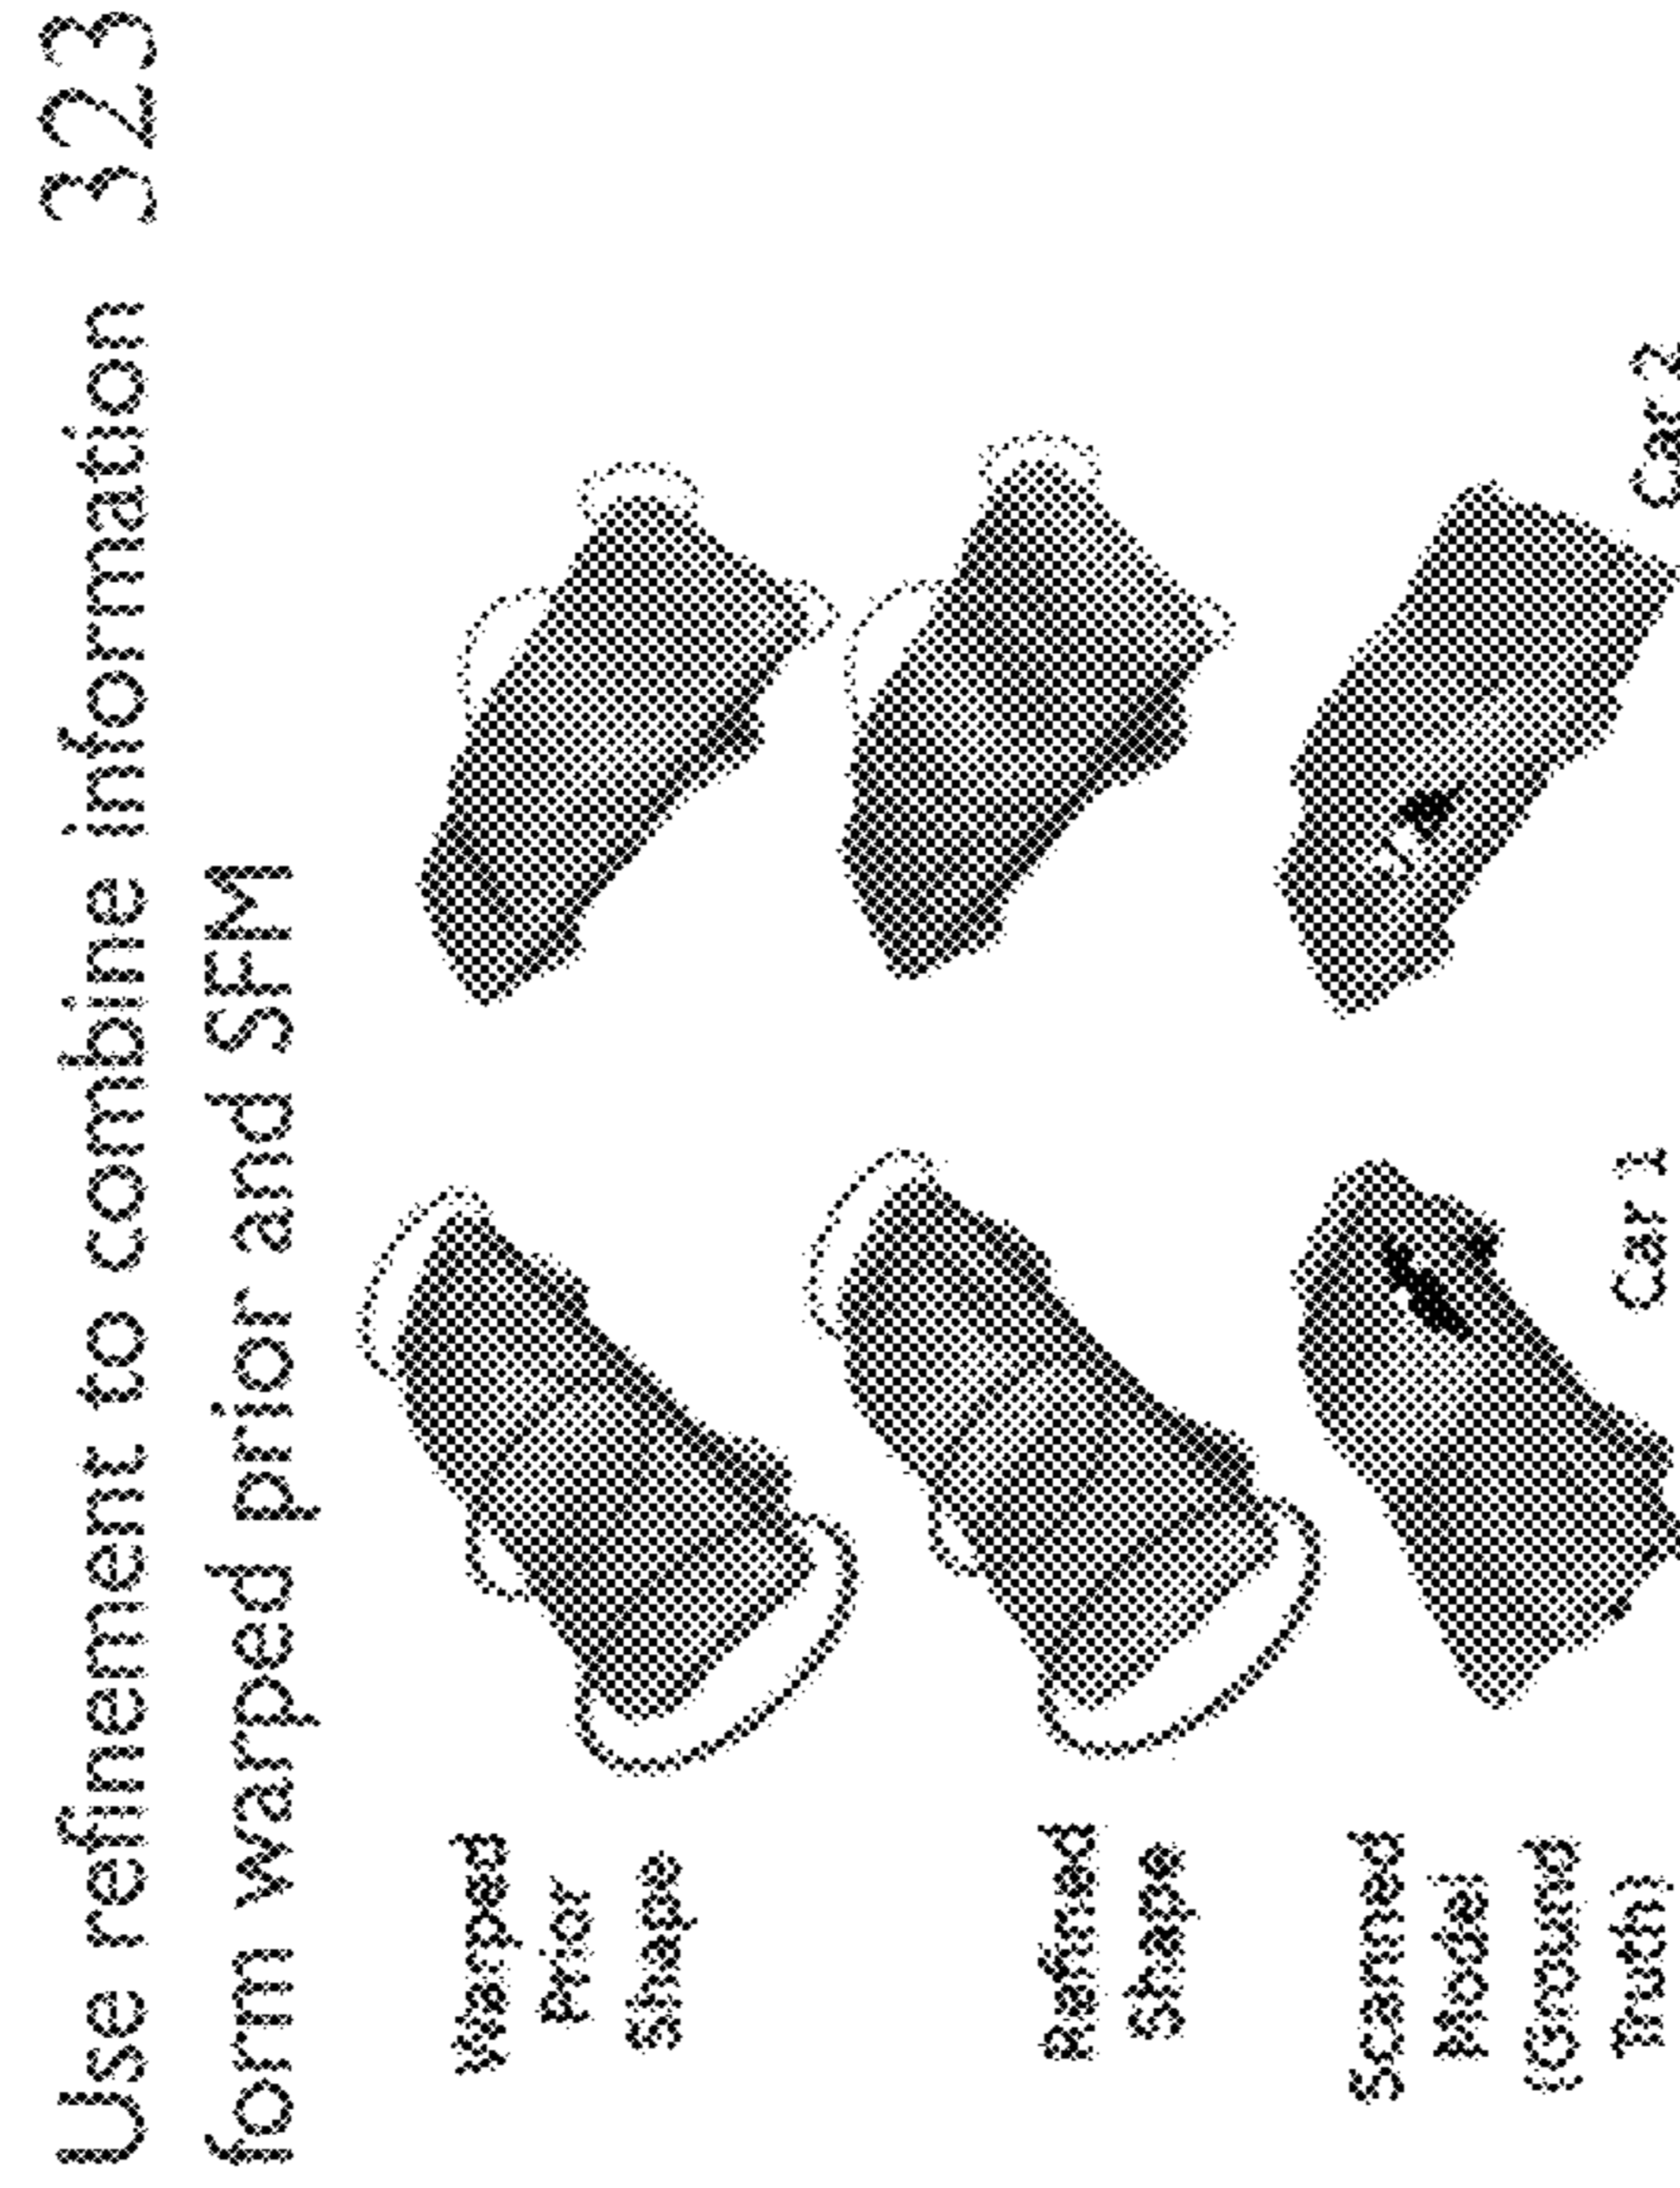 Use refinement to combine information 323
form warped prior and SFM
Warped
Prior
Shape
Refined
Shape
Scanned
Model
(Ground
Truth)
Car 1
Car 2